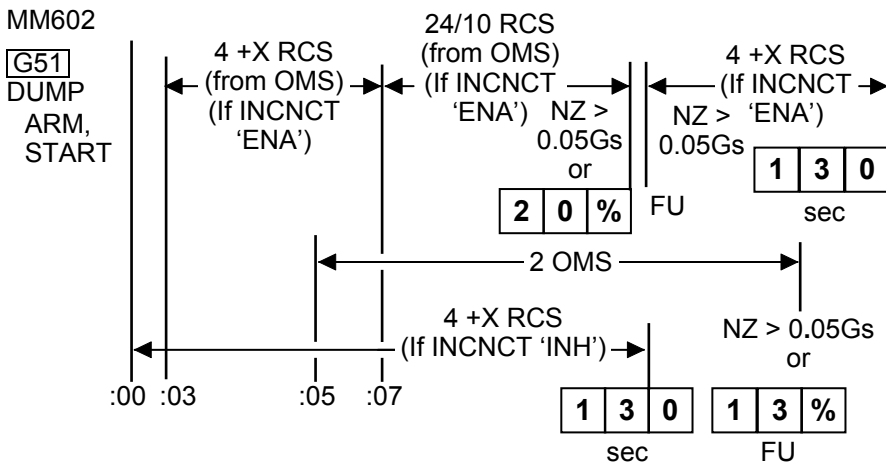 MM602
G51
DUMP
ARM,
START
4 +X RCS
(from OMS)
(If INCNCT
‘ENA’)
24/10 RCS
(from OMS)
(If INCNCT
‘ENA’)
NZ >
0.05Gs
or
2 0 %
FU
4 +X RCS
(If INCNCT
‘ENA’)
NZ >
0.05Gs
1 3 0
sec
2 OMS
4 +X RCS
(If INCNCT ‘INH’)
NZ > 0.05Gs
or
:00 :03 :05 :07
1 3 0
sec
1 3 %
FU